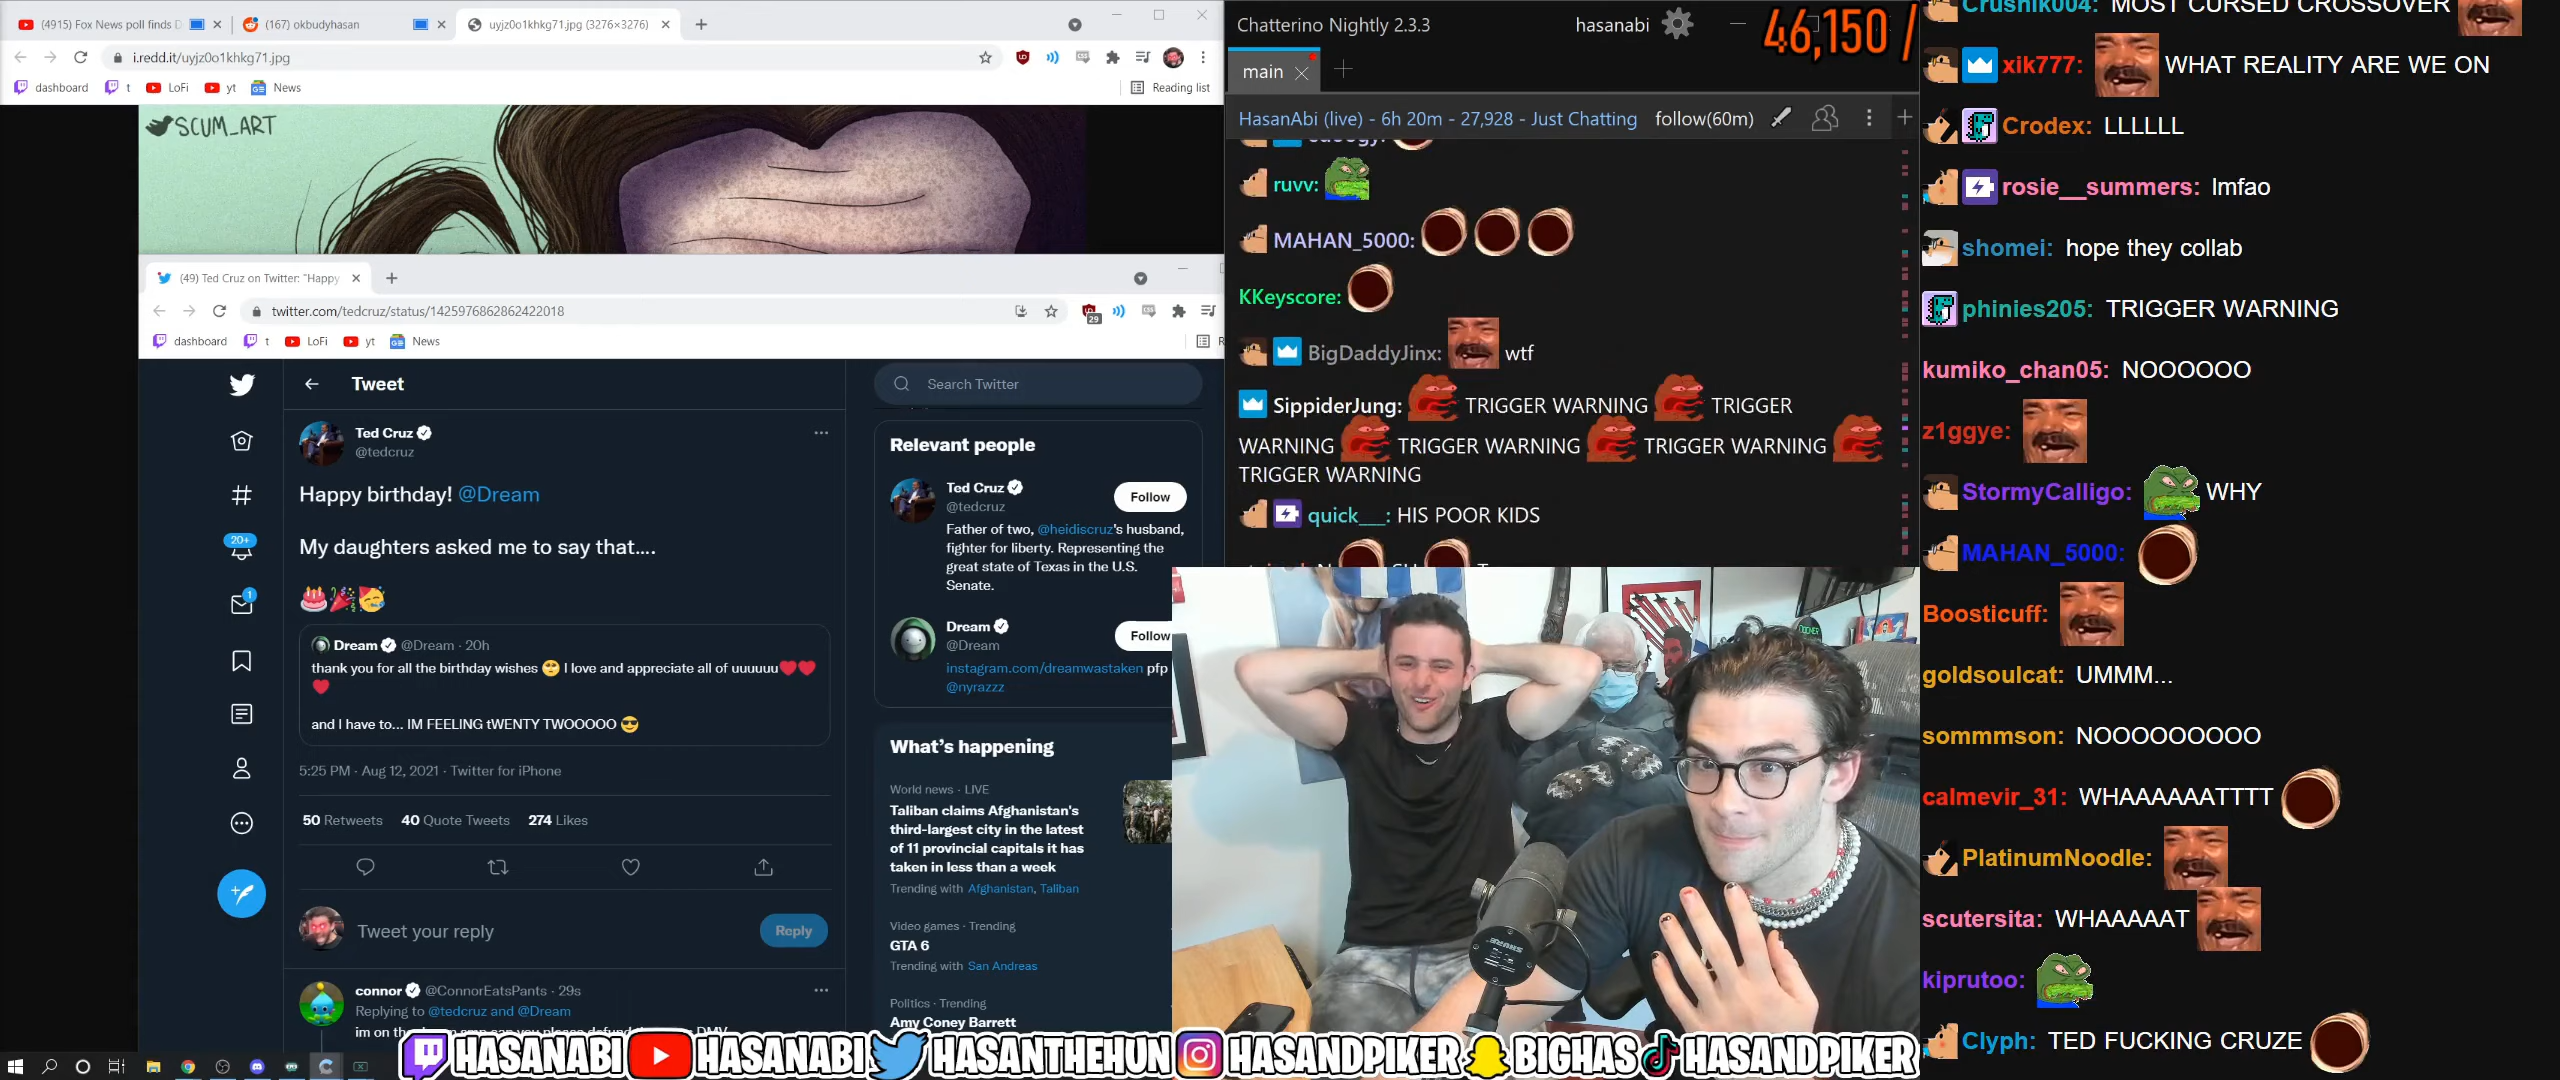 (4915) Fox News poll finds D
(167) okbudyhasan
uyjz0o1khkg71.jpg (3276×3276)
i.redd.it/uyjz0o1khkg71.jpg
dashboard
t
LoFi
yt
News
Reading list
SCUM_ART
(49) Ted Cruz on Twitter: "Happy
twitter.com/tedcruz/status/1425976862862422018
29
dashboard
t
LoFi
yt
News
20+
1
Tweet
Ted Cruz
@tedcruz
Happy birthday! @Dream
My daughters asked me to say that....
🎂🎉🥳
Dream @Dream · 20h
thank you for all the birthday wishes 🥺 I love and appreciate all of uuuuuu❤❤
❤
and I have to... IM FEELING tWENTY TWOOOOO 😎
5:25 PM · Aug 12, 2021 · Twitter for iPhone
50 Retweets 40 Quote Tweets 274 Likes
Tweet your reply
Reply
connor @ConnorEatsPants · 29s
Replying to @tedcruz and @Dream
Search Twitter
Relevant people
Ted Cruz
@tedcruz
Follow
Father of two, @heidiscruz's husband,
fighter for liberty. Representing the
great state of Texas in the U.S.
Senate.
Dream
@Dream
Follow
instagram.com/dreamwastaken pfp
@nyrazzz
What's happening
World news · LIVE
Taliban claims Afghanistan's
third-largest city in the latest
of 11 provincial capitals it has
taken in less than a week
Trending with Afghanistan, Taliban
Video games · Trending
GTA 6
Trending with San Andreas
Politics · Trending
Amy Coney Barrett
Chatterino Nightly 2.3.3
hasanabi
46,150 /
main
HasanAbi (live) - 6h 20m - 27,928 - Just Chatting
follow(60m)
ruvv:
MAHAN_5000:
KKeyscore:
BigDaddyJinx: wtf
SippiderJung: TRIGGER WARNING TRIGGER
WARNING TRIGGER WARNING TRIGGER WARNING
TRIGGER WARNING
quick___: HIS POOR KIDS
Crushik004: MOST CURSED CROSSOVER
xik777: WHAT REALITY ARE WE ON
Crodex: LLLLLL
rosie__summers: lmfao
shomei: hope they collab
phinies205: TRIGGER WARNING
kumiko_chan05: NOOOOOO
z1ggye:
StormyCalligo: WHY
MAHAN_5000:
Boosticuff:
goldsoulcat: UMMM...
sommmson: NOOOOOOOOO
calmevir_31: WHAAAAAATTTT
PlatinumNoodle:
scutersita: WHAAAAAT
kiprutoo:
Clyph: TED FUCKING CRUZE
HASANABI
HASANABI
HASANTHEHUN
HASANDPIKER
BIGHAS
HASANDPIKER